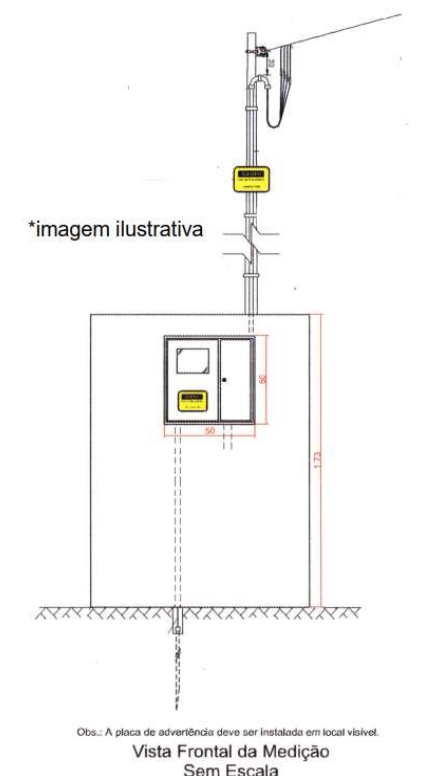 30
*imagem ilustrativa
50
50
1.73
Obs.: A placa de advertência deve ser instalada em local visível.
Vista Frontal da Medição
Sem Escala